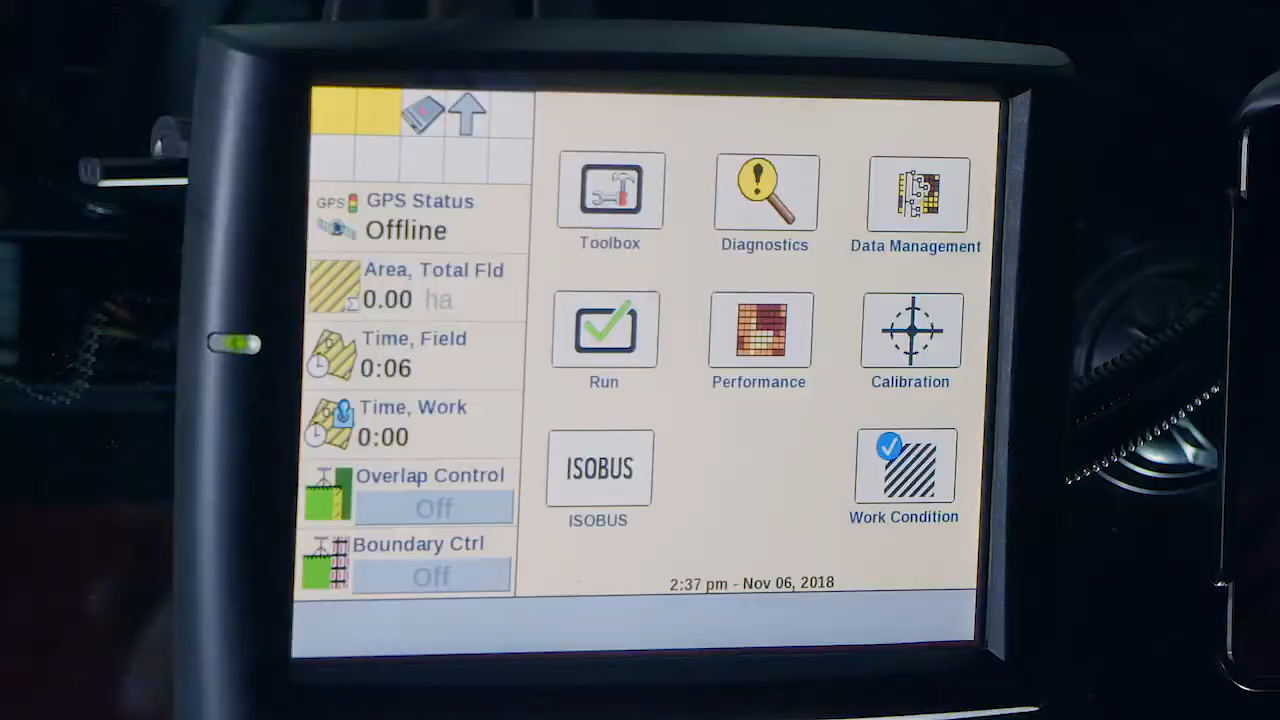 GPS
GPS Status
Offline
Area, Total Fld
0.00 ha
Time, Field
0:06
Time, Work
0:00
Overlap Control
Off
Boundary Ctrl
Off
Toolbox
Diagnostics
Data Management
Run
Performance
Calibration
ISOBUS
ISOBUS
Work Condition
2:37 pm - Nov 06, 2018